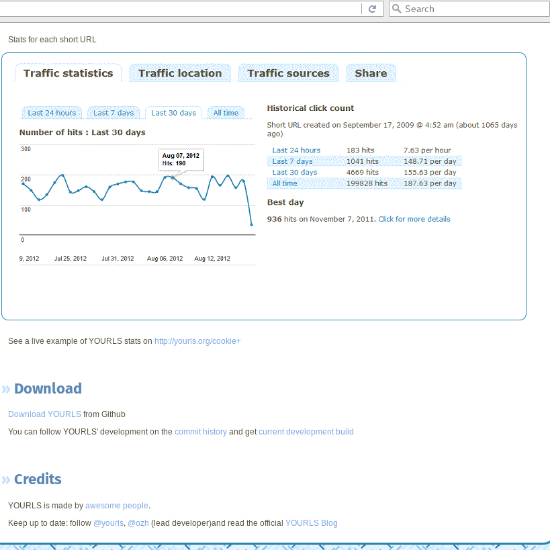 Search
Stats for each short URL
Traffic statistics Traffic location Traffic sources Share
Last 24 hours Last 7 days Last 30 days All time
Number of hits : Last 30 days
300
200
100
0
Aug 07, 2012
Hits: 190
9, 2012 Jul 25, 2012 Jul 31, 2012 Aug 06, 2012 Aug 12, 2012
Historical click count
Short URL created on September 17, 2009 @ 4:52 am (about 1065 days
ago)
Last 24 hours 183 hits 7.63 per hour
Last 7 days 1041 hits 148.71 per day
Last 30 days 4669 hits 155.63 per day
All time 199828 hits 187.63 per day
Best day
936 hits on November 7, 2011. Click for more details
See a live example of YOURLS stats on http://yourls.org/cookie+
» Download
Download YOURLS from Github
You can follow YOURLS' development on the commit history and get current development build
» Credits
YOURLS is made by awesome people.
Keep up to date: follow @yourls, @ozh (lead developer)and read the official YOURLS Blog